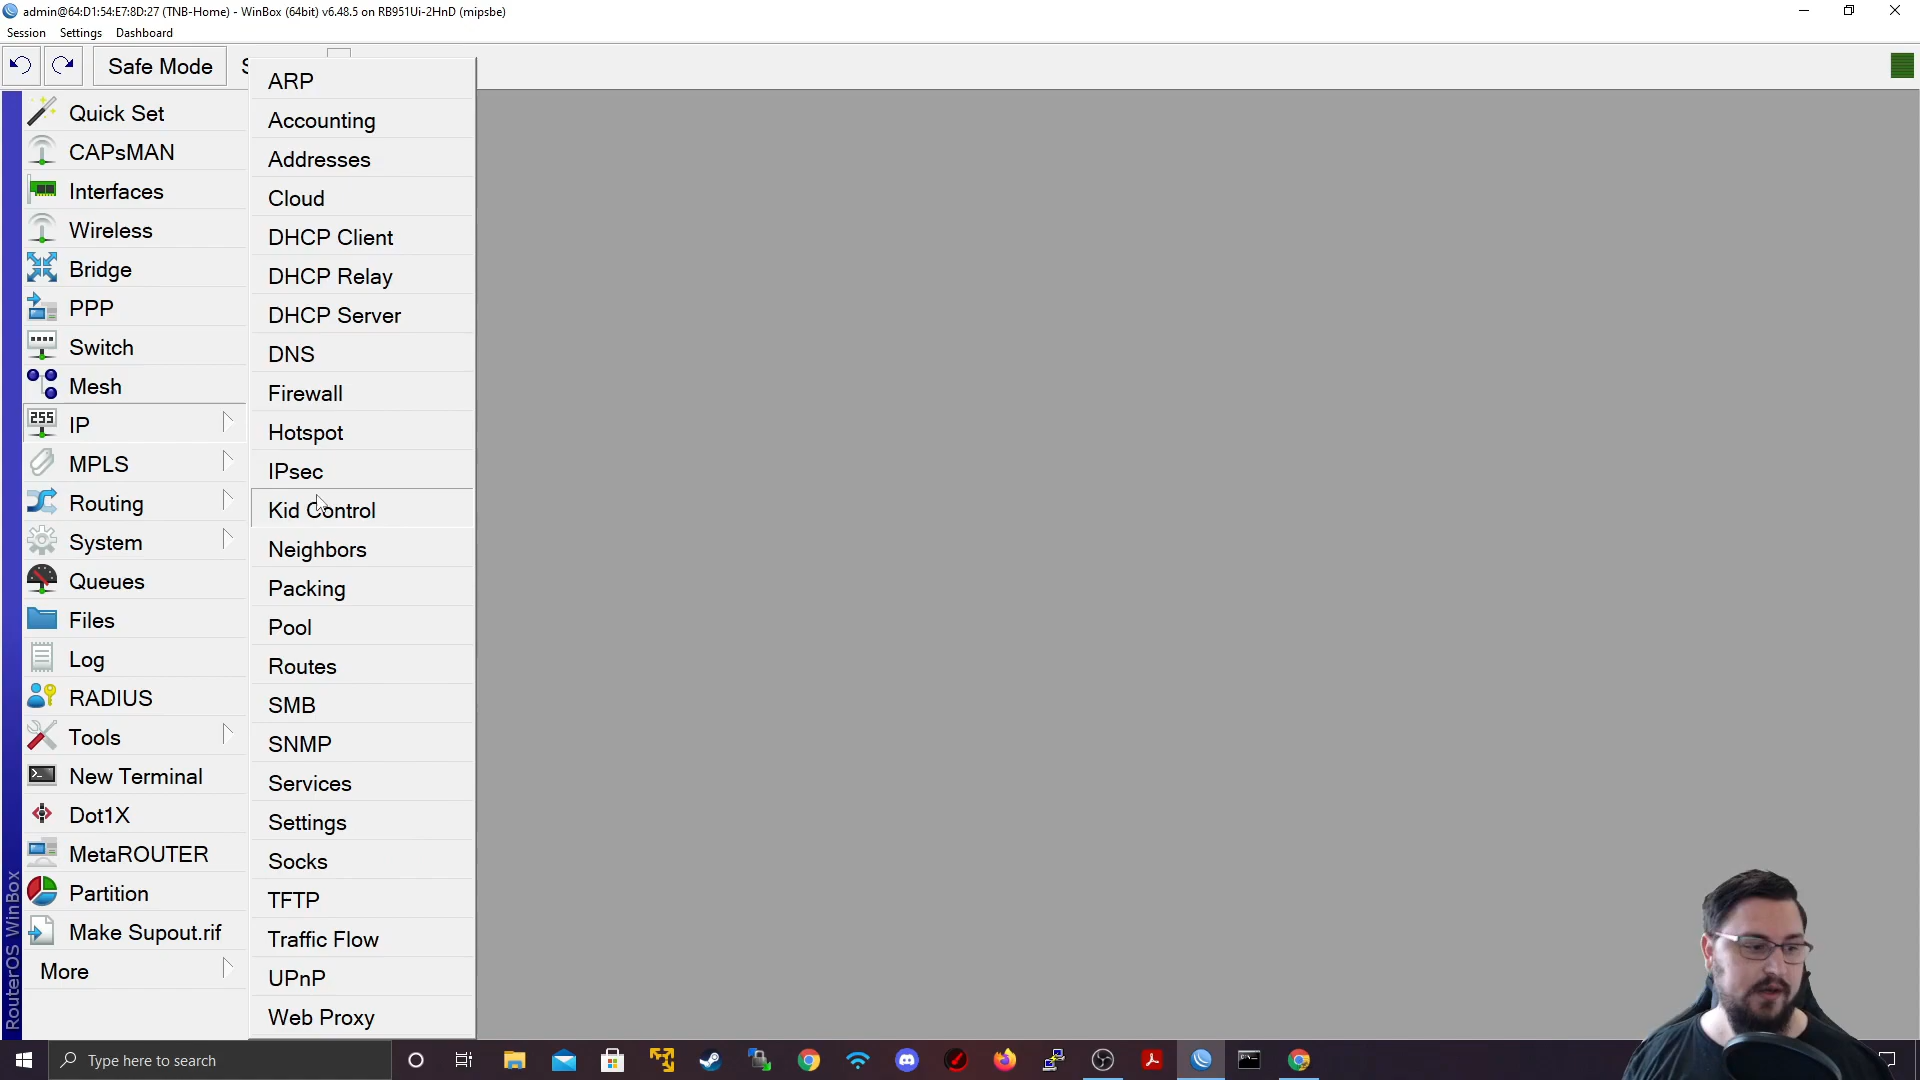 admin@64:D1:54:E7:8D:27 (TNB-Home) - WinBox (64bit) v6.48.5 on RB951Ui-2HnD (mipsbe)
Session Settings Dashboard
Safe Mode
Quick Set
CAPsMAN
Interfaces
Wireless
Bridge
PPP
Switch
Mesh
255 IP
MPLS
Routing
System
Queues
Files
Log
RADIUS
Tools
New Terminal
Dot1X
MetaROUTER
Partition
Make Supout.rif
More
RouterOS WinBox
ARP
Accounting
Addresses
Cloud
DHCP Client
DHCP Relay
DHCP Server
DNS
Firewall
Hotspot
IPsec
Kid Control
Neighbors
Packing
Pool
Routes
SMB
SNMP
Services
Settings
Socks
TFTP
Traffic Flow
UPnP
Web Proxy
Type here to search